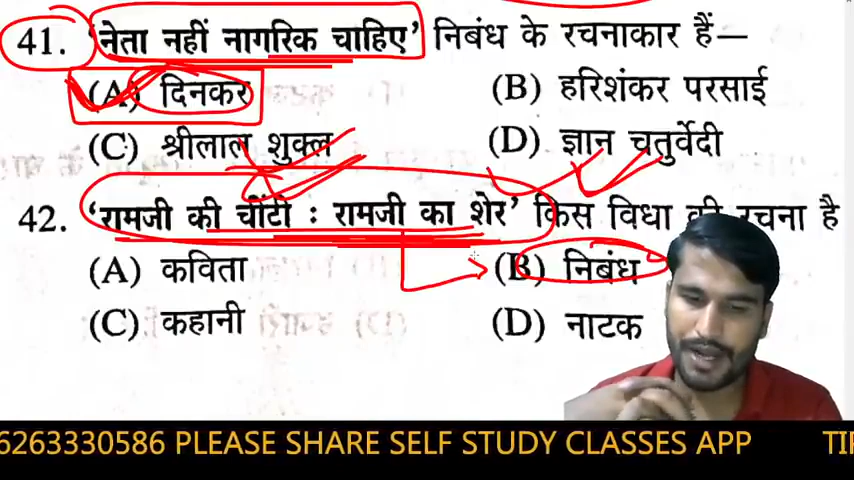 41. 'नेता नहीं नागरिक चाहिए' निबंध के रचनाकार हैं—
(A) दिनकर (B) हरिशंकर परसाई
(C) श्रीलाल शुक्ल (D) ज्ञान चतुर्वेदी
42. 'रामजी की चींटी : रामजी का शेर' किस विधा की रचना है
(A) कविता (B) निबंध
(C) कहानी (D) नाटक
6263330586 PLEASE SHARE SELF STUDY CLASSES APP TIP